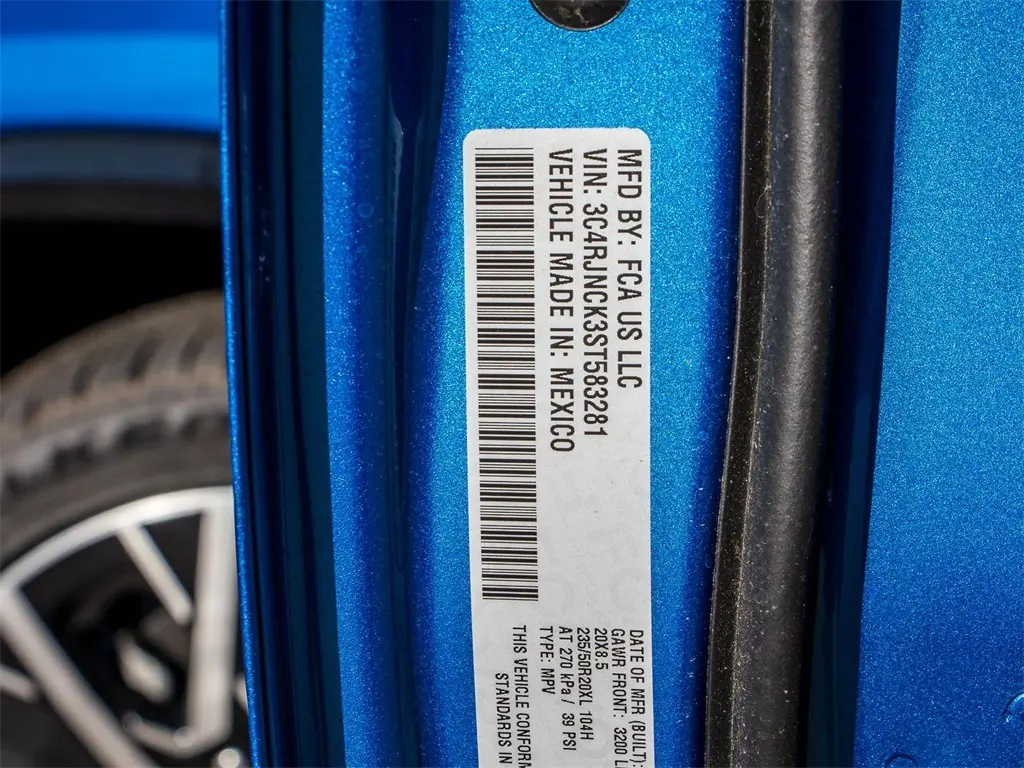 MFD BY: FCA US LLC
VIN: 3C4RJNCK3ST583281
VEHICLE MADE IN: MEXICO
DATE OF MFR (BUILT):
GAWR FRONT: 3200
20X8.5
235/50R20XL 104H
AT 270 kPa / 39 PSI
TYPE: MPV
THIS VEHICLE
STANDARDS IN